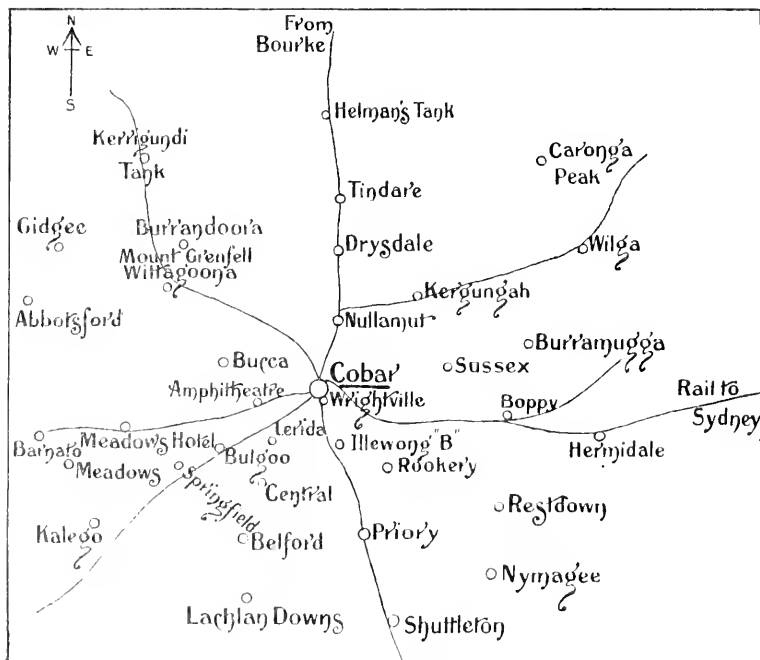 From
Bourke
N
W E
S
Helman's Tank
Kerrigundi
Tank
Caronga
Peak
Tindare
Gidgee
Burrandoora
Mount Grenfell
Wittagoona
Drysdale
Wilga
Kergungah
Abbotsford
Nullamut
Burramugga
Bucca
Cobar
Sussex
Amphitheatre
Wrightville
Boppy
Rail to
Sydney
Meadows Hotel
Lerida
Illewong "B"
Hermidale
Barnato
Meadows
Bulgoo
Rookery
Springfield
Central
Restdown
Kalego
Belford
Priory
Nymagee
Lachlan Downs
Shuttleton